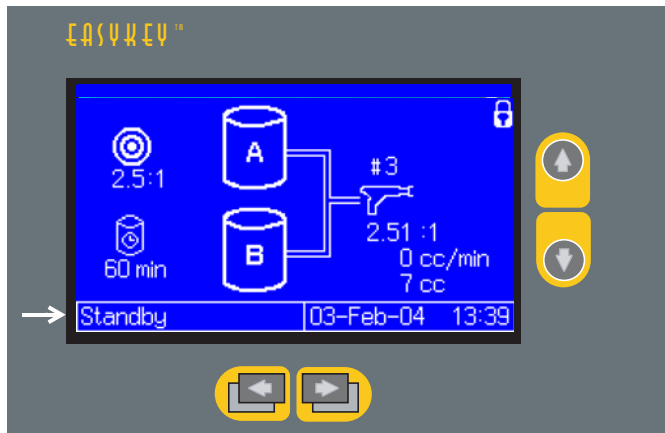 EASYKEY™
A
#3
2.5:1
2.51 :1
B
0 cc/min
60 min
7 cc
Standby 03-Feb-04 13:39